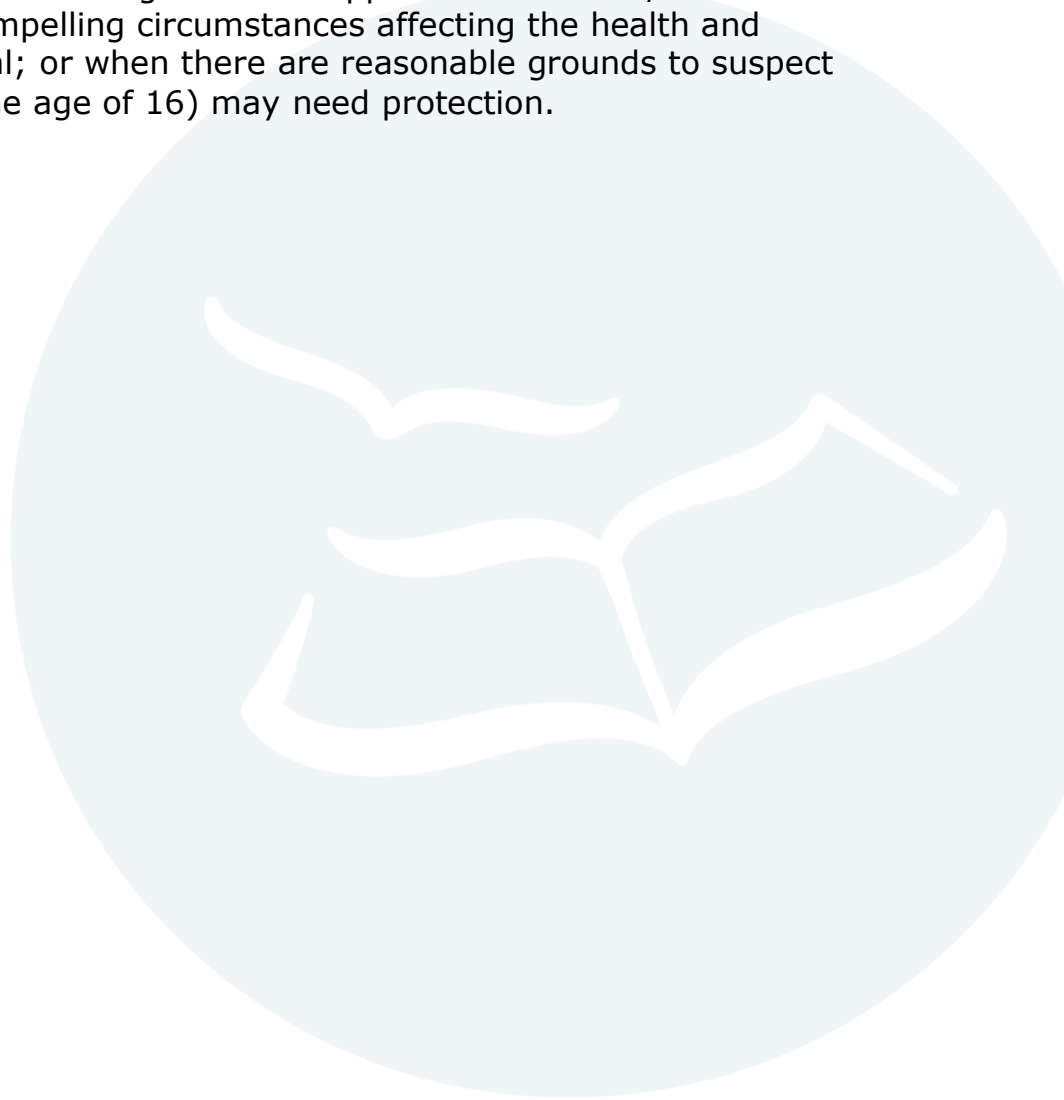 mpelling circumstances affecting the health and
al; or when there are reasonable grounds to suspect
e age of 16) may need protection.